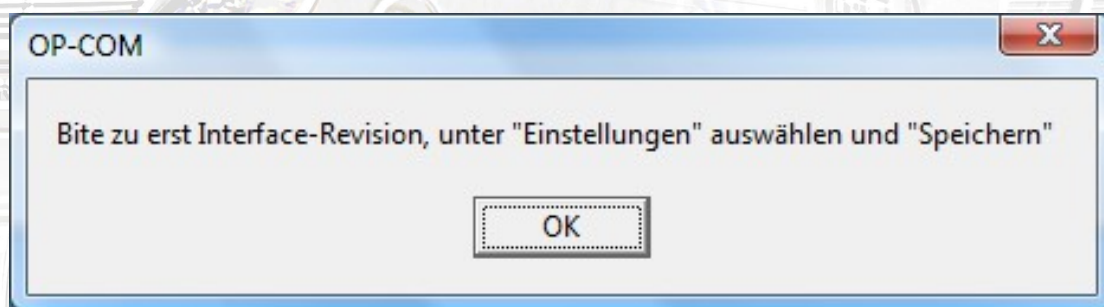 OP-COM
Bite zu erst Interface-Revision, unter "Einstellungen" auswählen und "Speichern"
OK